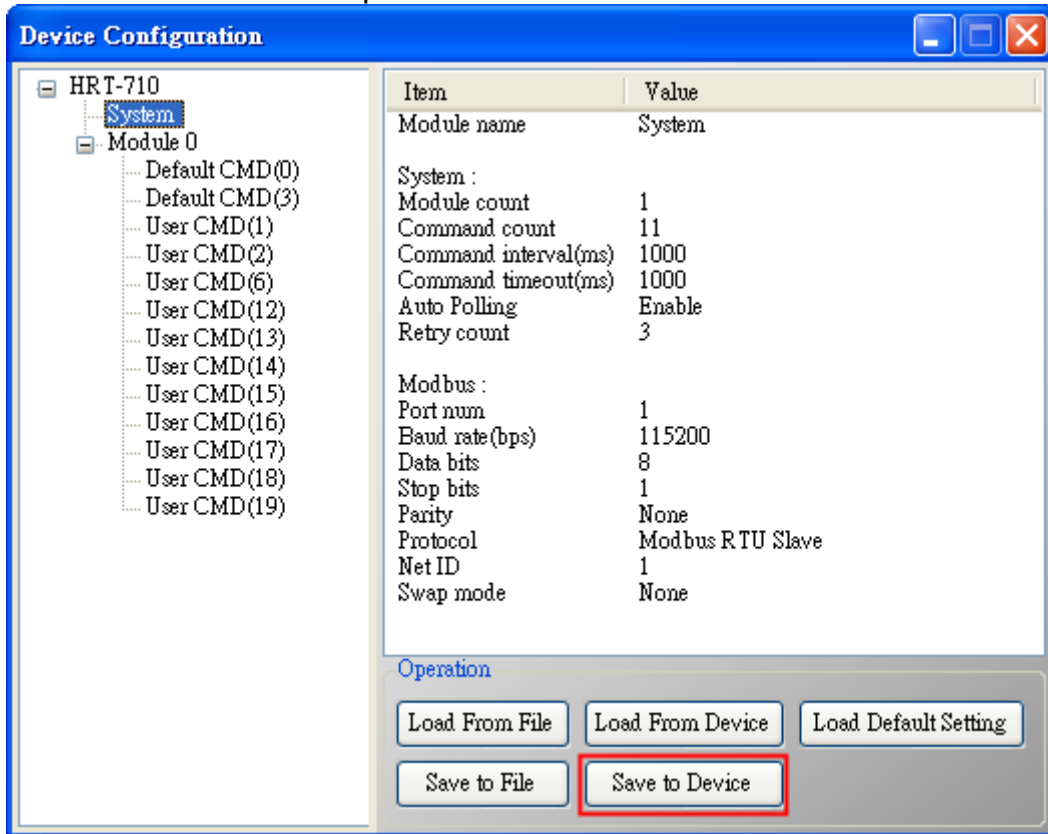 Device Configuration
HRT-710
System
Module 0
Default CMD(0)
Default CMD(3)
User CMD(1)
User CMD(2)
User CMD(6)
User CMD(12)
User CMD(13)
User CMD(14)
User CMD(15)
User CMD(16)
User CMD(17)
User CMD(18)
User CMD(19)
Item Value
Module name System
System :
Module count 1
Command count 11
Command interval(ms) 1000
Command timeout(ms) 1000
Auto Polling Enable
Retry count 3
Modbus :
Port num 1
Baud rate(bps) 115200
Data bits 8
Stop bits 1
Parity None
Protocol Modbus RTU Slave
Net ID 1
Swap mode None
Operation
Load From File Load From Device Load Default Setting
Save to File Save to Device